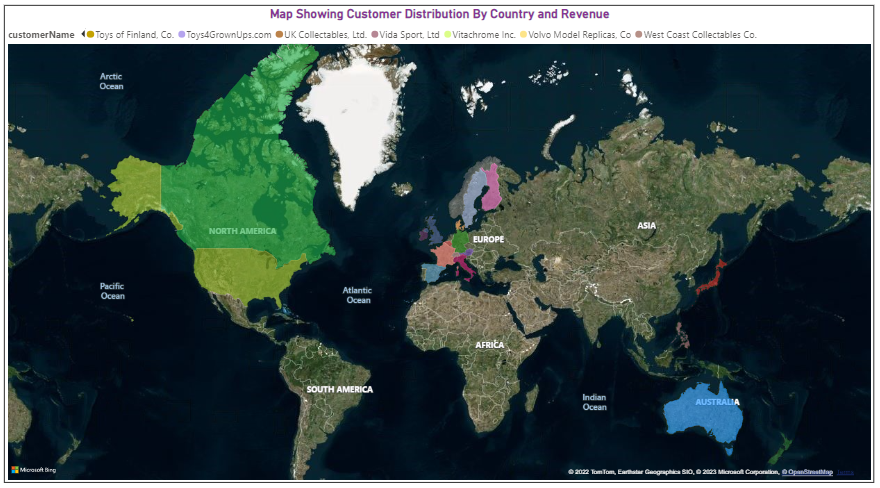 Map Showing Customer Distribution By Country and Revenue
customerName Toys of Finland, Co. Toys4GrownUps.com UK Collectables, Ltd. Vida Sport, Ltd Vitachrome Inc. Volvo Model Replicas, Co West Coast Collectables Co.
Arctic
Ocean
NORTH AMERICA
EUROPE
ASIA
Pacific
Ocean
Atlantic
Ocean
AFRICA
SOUTH AMERICA
Indian
Ocean
AUSTRALIA
Microsoft Bing
© 2022 TomTom, Earthstar Geographics SIO, © 2023 Microsoft Corporation, © OpenStreetMap Terms